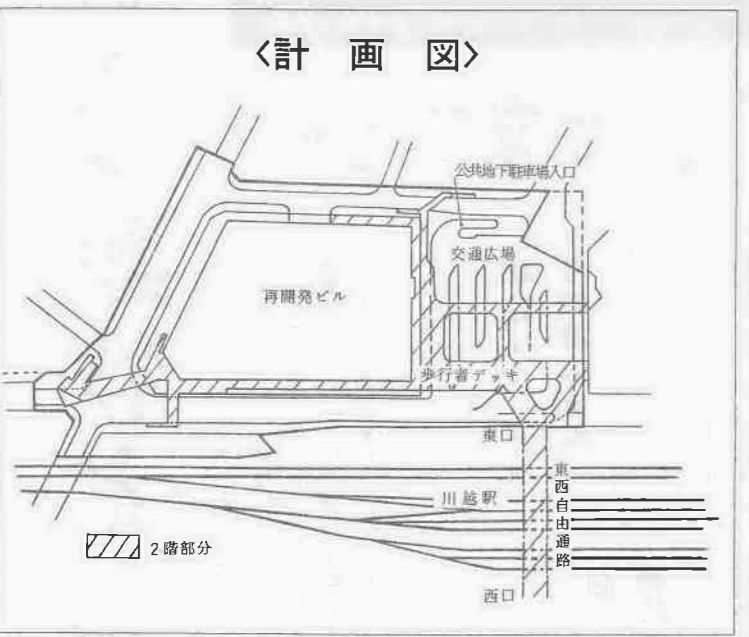 〈計画図〉
公共地下駐車場入口
交通広場
再開発ビル
歩行者デッキ
東口
川越駅
東西自由通路
2階部分
西口